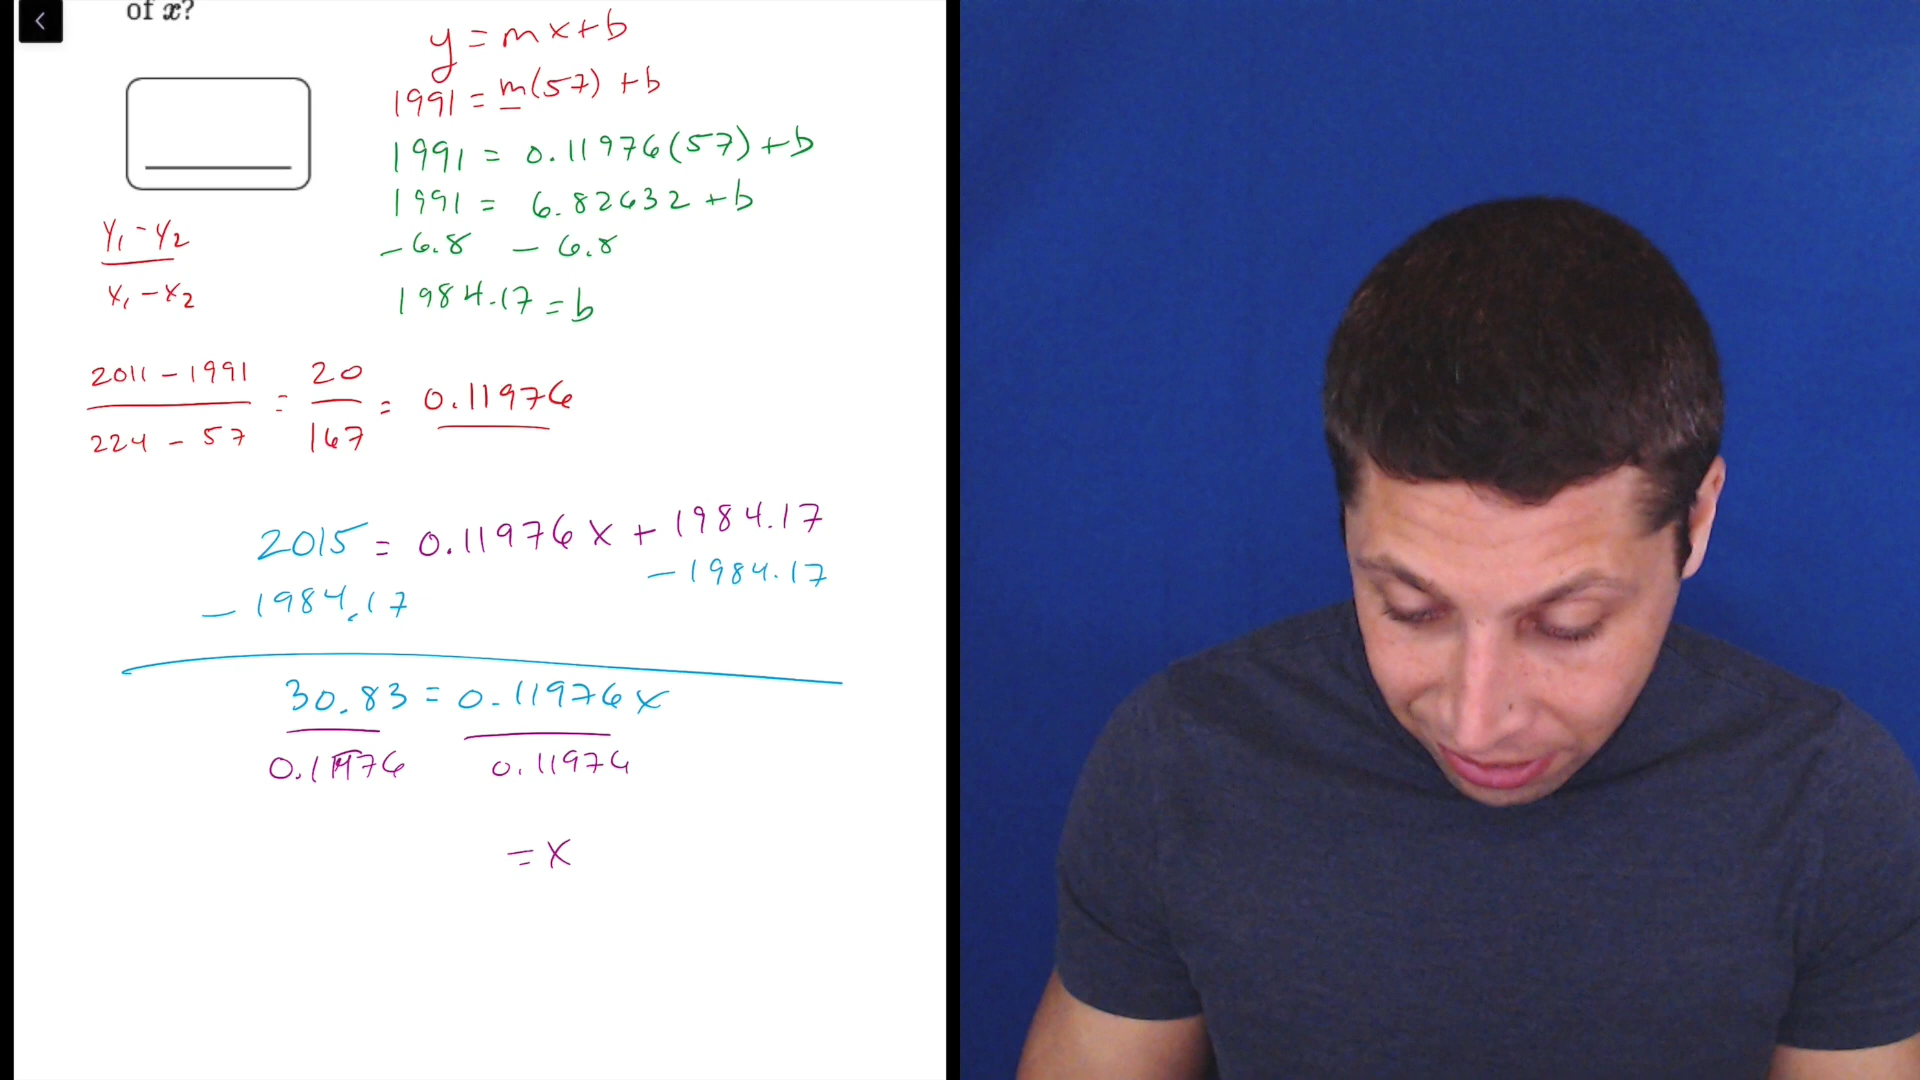 of x?
y = mx+b
1991 = m(57) + b
1991 = 0.11976(57)+b
1991 = 6.82632 + b
-6.8 - 6.8
1984.17 = b
y₁ - y₂
x₁ - x₂
2011 - 1991
224 - 57
= 20
167
= 0.11976
2015 = 0.11976x + 1984.17
- 1984.17 - 1984.17
30.83 = 0.11976x
0.11976 0.11976
= x